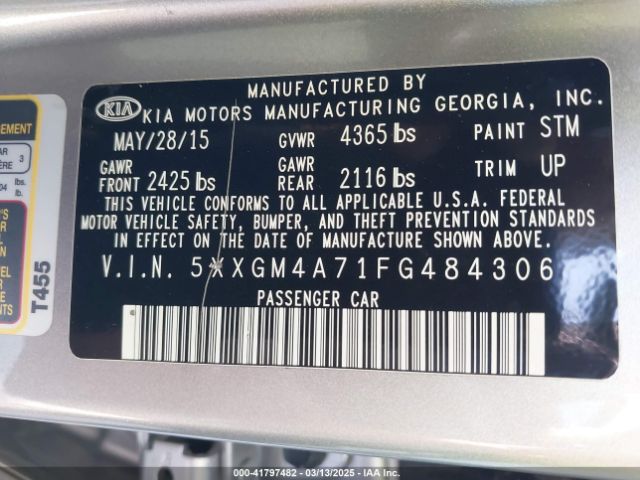 MANUFACTURED BY
KIA KIA MOTORS MANUFACTURING GEORGIA, INC.
MAY/28/15 GVWR 4365 lbs PAINT STM
GAWR FRONT 2425 lbs GAWR REAR 2116 lbs TRIM UP
THIS VEHICLE CONFORMS TO ALL APPLICABLE U.S.A. FEDERAL
MOTOR VEHICLE SAFETY, BUMPER, AND THEFT PREVENTION STANDARDS
IN EFFECT ON THE DATE OF MANUFACTURE SHOWN ABOVE.
V.I.N. 5XXGM4A71FG484306
PASSENGER CAR
T455
000-41797482 — 03/13/2025 — IAA Inc.